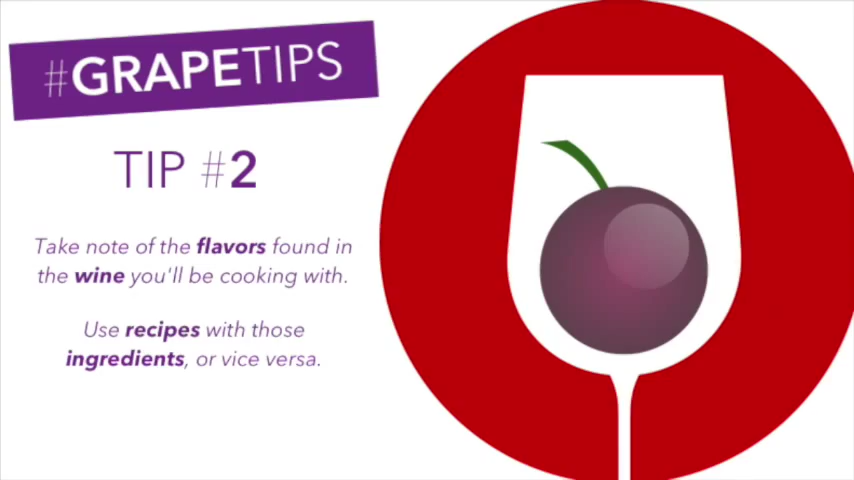 #GRAPETIPS
TIP #2
Take note of the flavors found in
the wine you'll be cooking with.
Use recipes with those
ingredients, or vice versa.